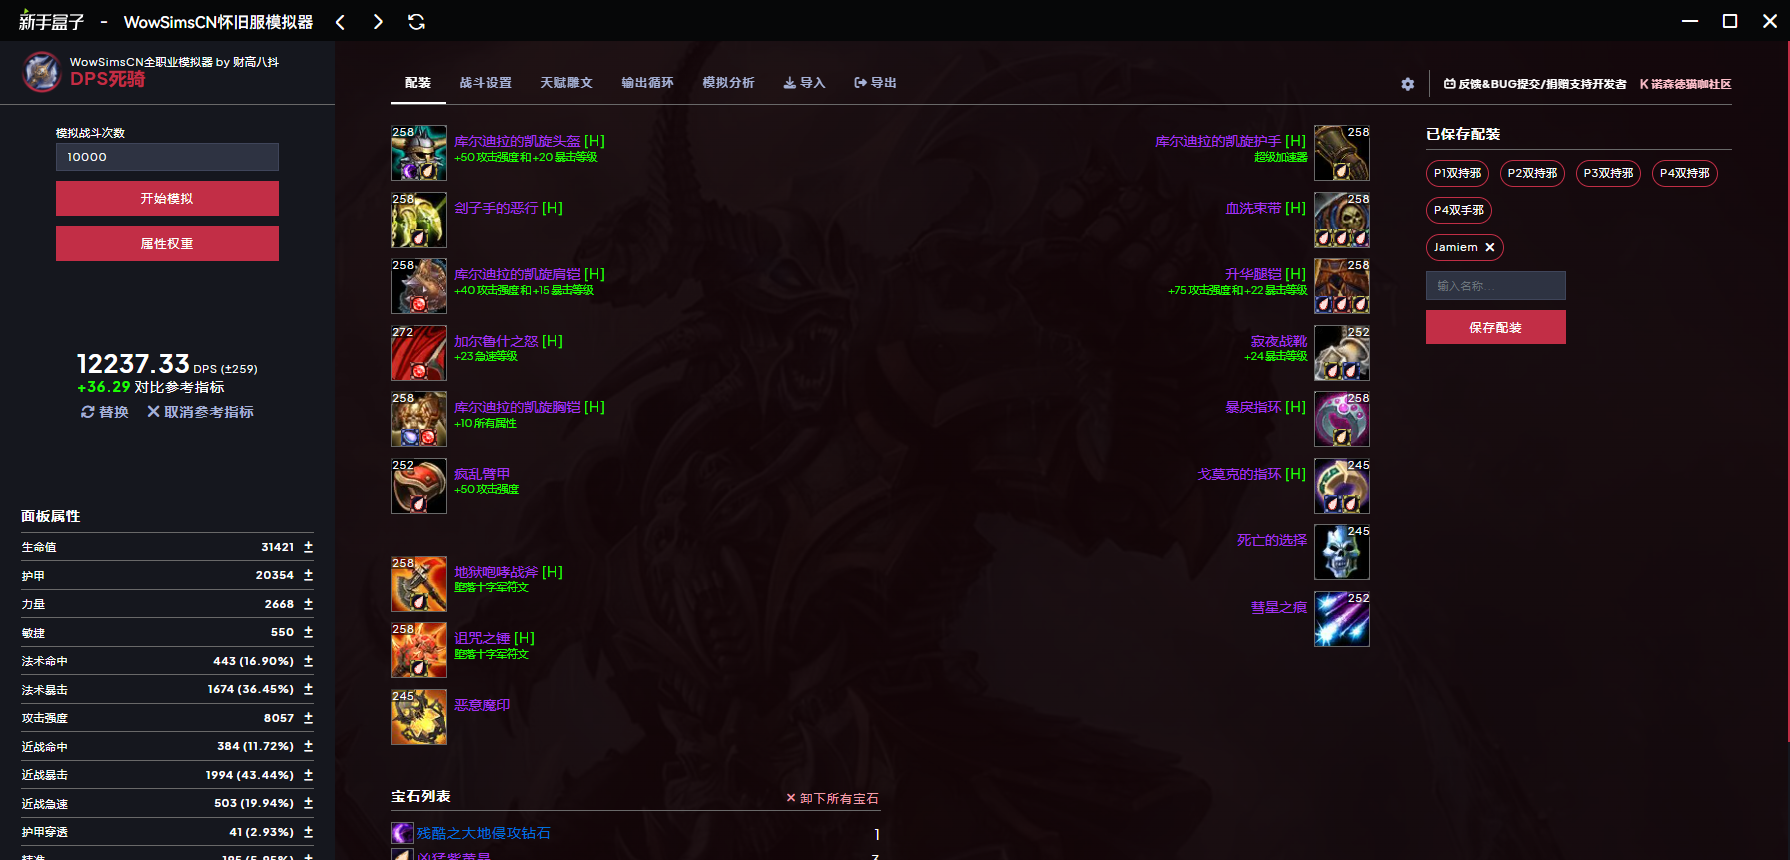 新手盒子 - WowSimsCN怀旧服模拟器
WowSimsCN全职业模拟器 by 财高八抖
DPS死骑
模拟战斗次数
10000
开始模拟
属性权重
12237.33 DPS (±259)
+36.29 对比参考指标
替换 取消参考指标
面板属性
生命值 31421 ±
护甲 20354 ±
力量 2668 ±
敏捷 550 ±
法术命中 443 (16.90%) ±
法术暴击 1674 (36.45%) ±
攻击强度 8057 ±
近战命中 384 (11.72%) ±
近战暴击 1994 (43.44%) ±
近战急速 503 (19.94%) ±
护甲穿透 41 (2.93%) ±
精准 195 (5.95%) ±
配装 战斗设置 天赋雕文 输出循环 模拟分析 导入 导出
反馈&BUG提交/捐赠支持开发者 K 诺森德猫咖社区
258
库尔迪拉的凯旋头盔 [H]
+50 攻击强度 和 +20 暴击等级
258
刽子手的恶行 [H]
258
库尔迪拉的凯旋肩铠 [H]
+40 攻击强度 和 +15 暴击等级
272
加尔鲁什之怒 [H]
+23 急速等级
258
库尔迪拉的凯旋胸铠 [H]
+10 所有属性
252
疯乱臂甲
+50 攻击强度
258
地狱咆哮战斧 [H]
堕落十字军符文
258
诅咒之锤 [H]
堕落十字军符文
245
恶意魔印
库尔迪拉的凯旋护手 [H]
超级加速器
258
血洗束带 [H]
258
升华腿铠 [H]
+75 攻击强度 和 +22 暴击等级
258
寂夜战靴
+24 暴击等级
252
暴戾指环 [H]
258
戈莫克的指环 [H]
245
死亡的选择
245
彗星之痕
252
宝石列表 × 卸下所有宝石
残酷之大地侵攻钻石 1
凶猛紫黄晶 7
已保存配装
P1双持邪 P2双持邪 P3双持邪 P4双持邪
P4双手邪
Jamiem ×
输入名称...
保存配装